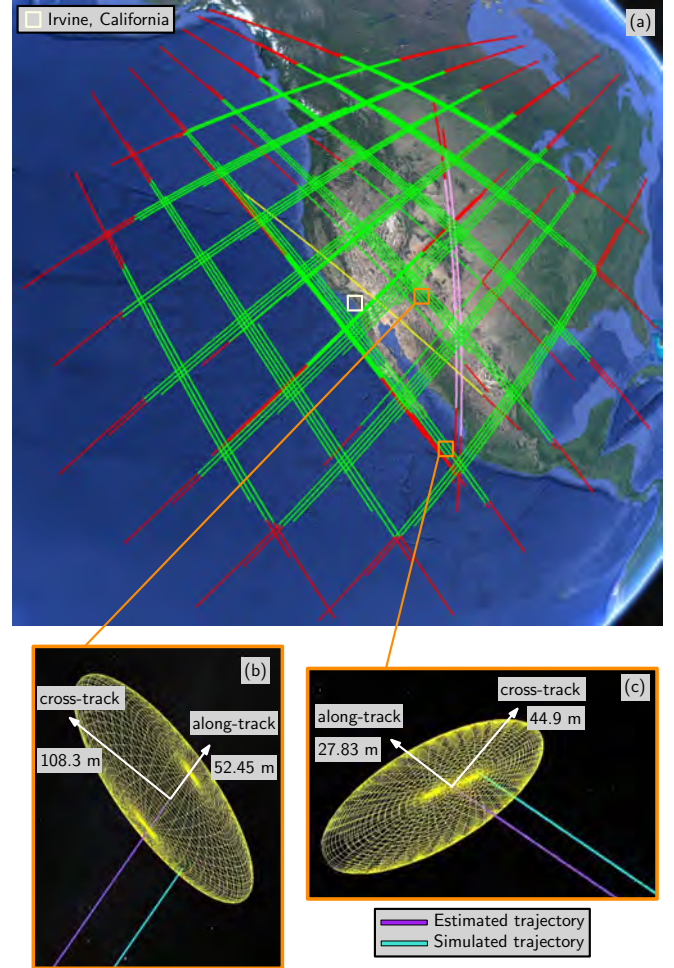 Irvine, California
(a)
(b)
cross-track
along-track
108.3 m
52.45 m
(c)
cross-track
along-track
44.9 m
27.83 m
Estimated trajectory
Simulated trajectory